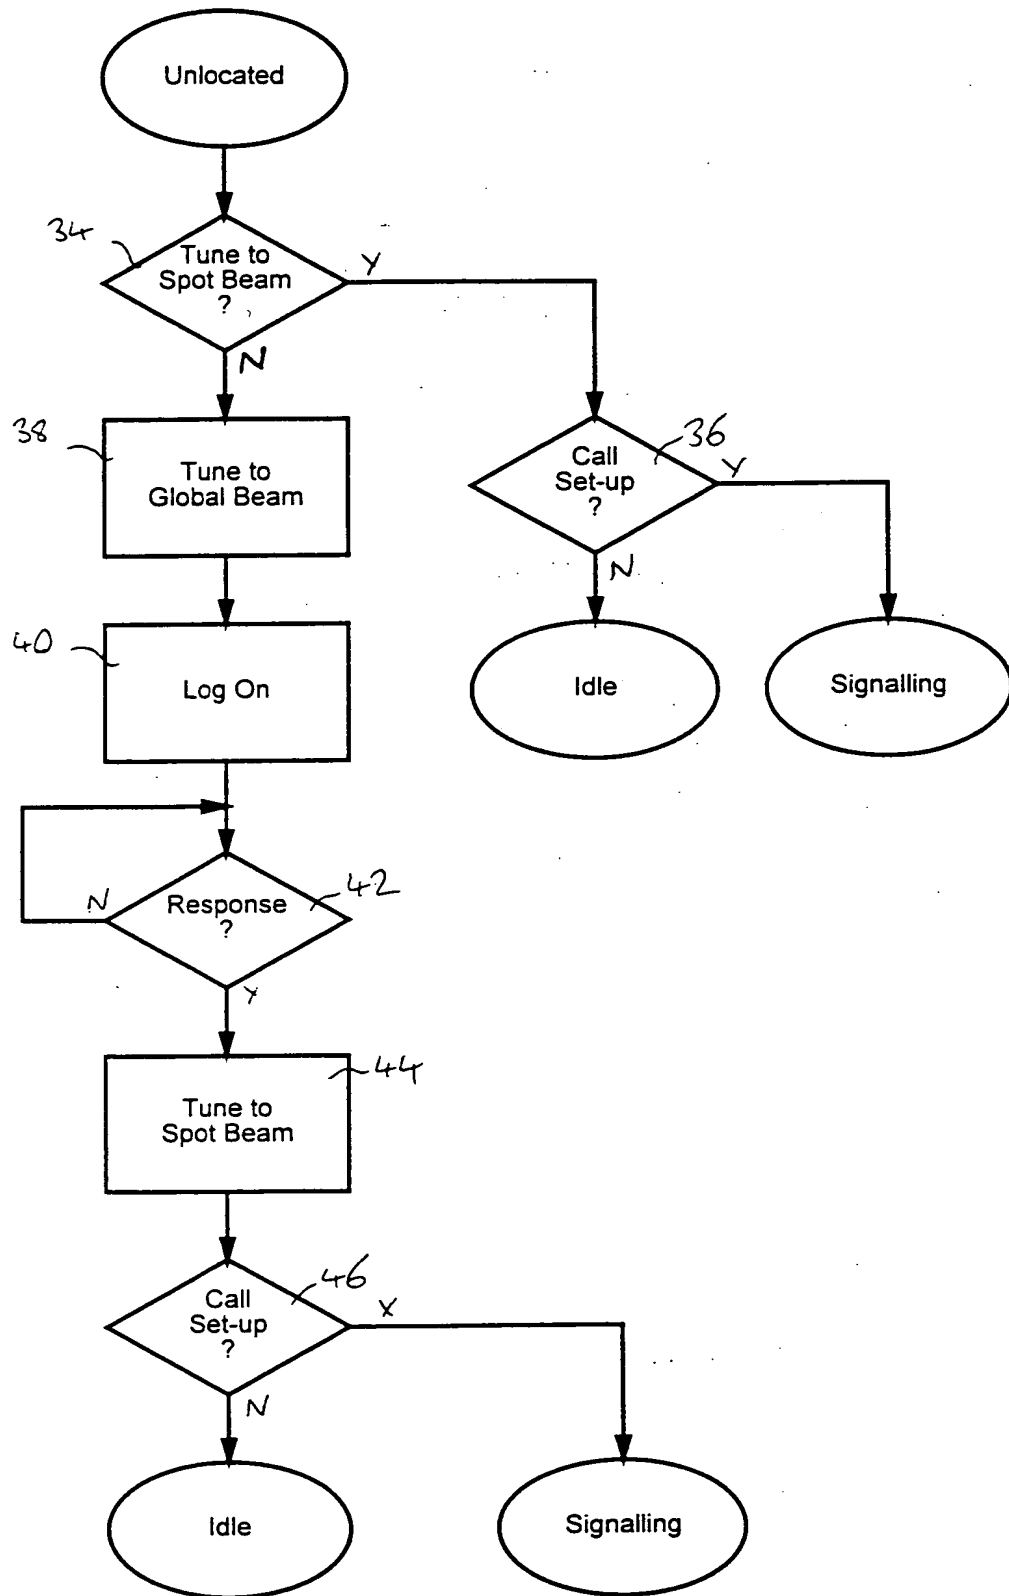 Unlocated
34
Tune to
Spot Beam
?
Y
N
38
Tune to
Global Beam
36
Call
Set-up
?
Y
N
40
Log On
Idle
Signalling
42
Response
?
N
Y
44
Tune to
Spot Beam
46
Call
Set-up
?
Y
N
Idle
Signalling